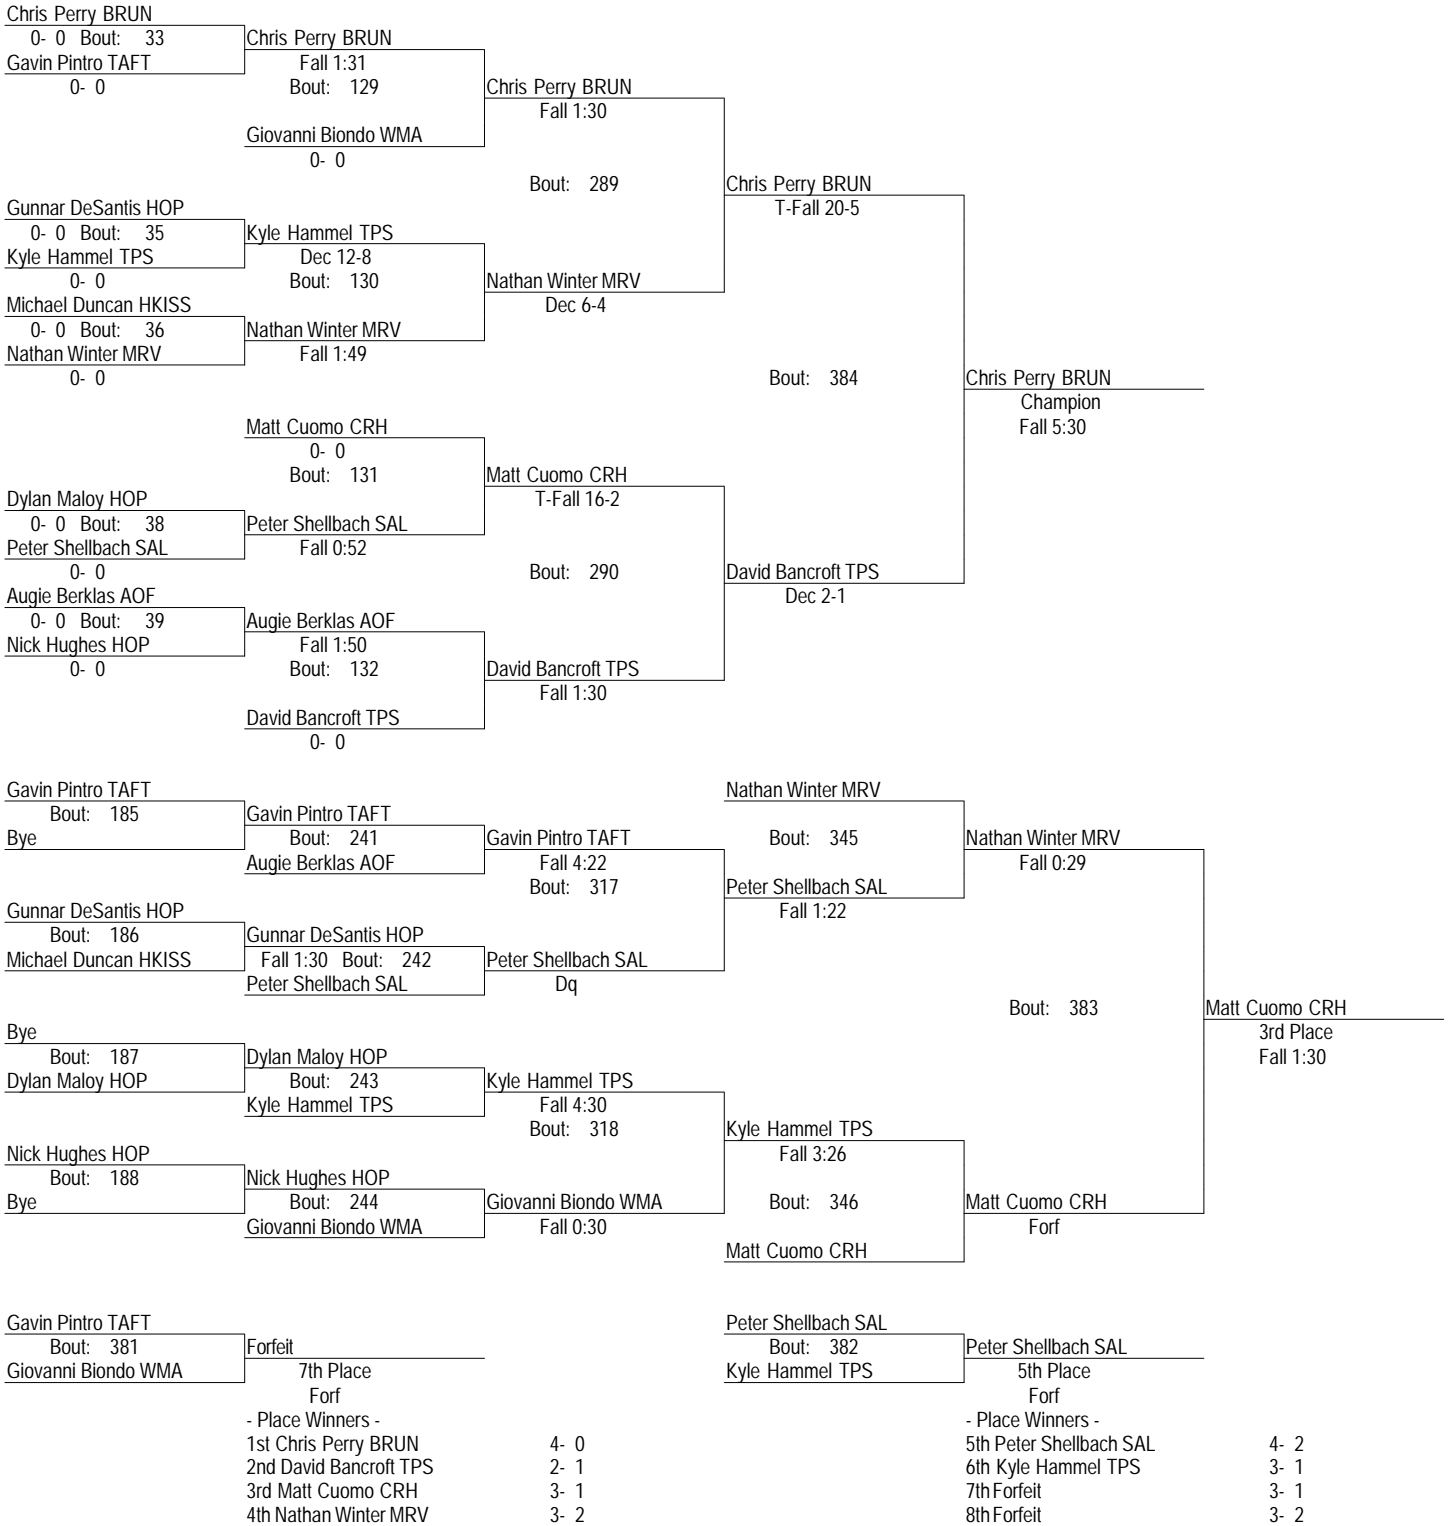 Chris Perry BRUN
0- 0 Bout: 33 Chris Perry BRUN
Gavin Pintro TAFT Fall 1:31
0- 0 Bout: 129 Chris Perry BRUN
Fall 1:30
Giovanni Biondo WMA
0- 0
Bout: 289 Chris Perry BRUN
Gunnar DeSantis HOP T-Fall 20-5
0- 0 Bout: 35 Kyle Hammel TPS
Kyle Hammel TPS Dec 12-8
0- 0 Bout: 130 Nathan Winter MRV
Michael Duncan HKISS Dec 6-4
0- 0 Bout: 36 Nathan Winter MRV
Nathan Winter MRV Fall 1:49
0- 0 Bout: 384 Chris Perry BRUN
Champion
Matt Cuomo CRH Fall 5:30
0- 0
Bout: 131 Matt Cuomo CRH
Dylan Maloy HOP T-Fall 16-2
0- 0 Bout: 38 Peter Shellbach SAL
Peter Shellbach SAL Fall 0:52
0- 0 Bout: 290 David Bancroft TPS
Augie Berklas AOF Dec 2-1
0- 0 Bout: 39 Augie Berklas AOF
Nick Hughes HOP Fall 1:50
0- 0 Bout: 132 David Bancroft TPS
Fall 1:30
David Bancroft TPS
0- 0
Gavin Pintro TAFT Nathan Winter MRV
Bout: 185 Gavin Pintro TAFT
Bye Bout: 241 Gavin Pintro TAFT Bout: 345 Nathan Winter MRV
Augie Berklas AOF Fall 4:22 Fall 0:29
Bout: 317 Peter Shellbach SAL
Gunnar DeSantis HOP Fall 1:22
Bout: 186 Gunnar DeSantis HOP
Michael Duncan HKISS Fall 1:30 Bout: 242 Peter Shellbach SAL
Peter Shellbach SAL Dq
Bout: 383 Matt Cuomo CRH
Bye 3rd Place
Bout: 187 Dylan Maloy HOP Fall 1:30
Dylan Maloy HOP Bout: 243 Kyle Hammel TPS
Kyle Hammel TPS Fall 4:30
Bout: 318 Kyle Hammel TPS
Nick Hughes HOP Fall 3:26
Bout: 188 Nick Hughes HOP
Bye Bout: 244 Giovanni Biondo WMA Bout: 346 Matt Cuomo CRH
Giovanni Biondo WMA Fall 0:30 Forf
Matt Cuomo CRH
Gavin Pintro TAFT Peter Shellbach SAL
Bout: 381 Forfeit Bout: 382 Peter Shellbach SAL
Giovanni Biondo WMA 7th Place Kyle Hammel TPS 5th Place
Forf Forf
- Place Winners - - Place Winners -
1st Chris Perry BRUN 4- 0 5th Peter Shellbach SAL 4- 2
2nd David Bancroft TPS 2- 1 6th Kyle Hammel TPS 3- 1
3rd Matt Cuomo CRH 3- 1 7th Forfeit 3- 1
4th Nathan Winter MRV 3- 2 8th Forfeit 3- 2